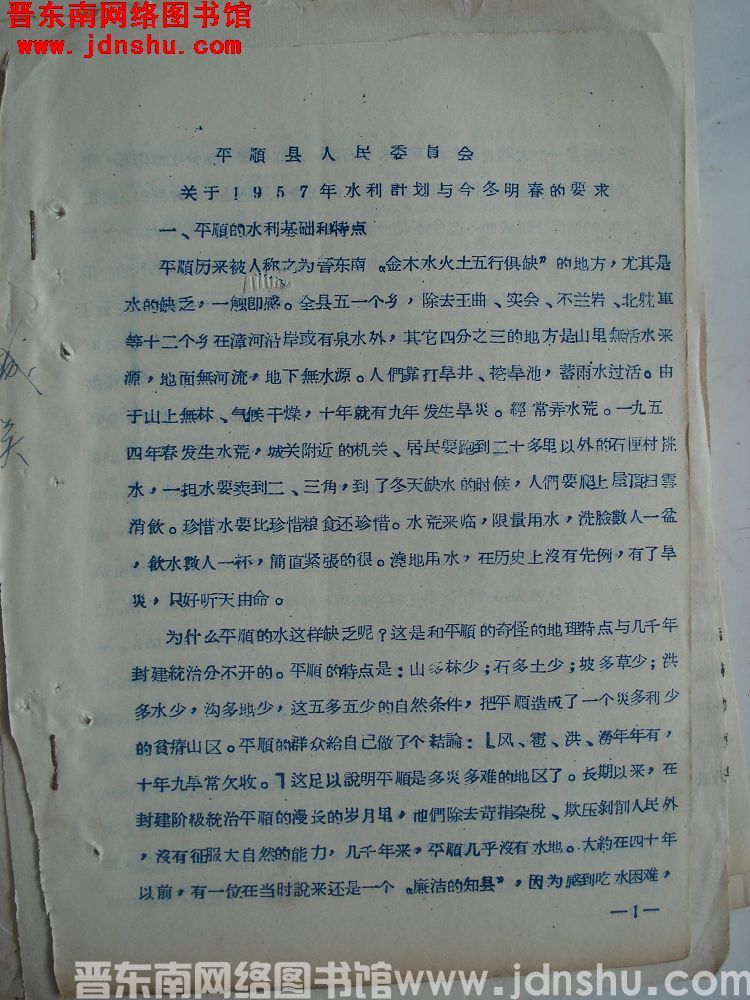 晋东南网络图书馆
www.jdnshu.com
平順县人民委員会
关于1957年水利計划与今冬明春的要求
一、平順的水利基础和特点
平順历来被人称之为晋东南“金木水火土五行俱缺”的地方，尤其是
水的缺乏，一触即感。全县五一个乡，除去王曲、实会、不兰岩、北耽車
等十二个乡在漳河沿岸或有泉水外，其它四分之三的地方是山里無活水来
源，地面無河流，地下無水源。人們靠打旱井、挖旱池，蓄雨水过活。由
于山上無林、气候干燥，十年就有九年发生旱災。經常弄水荒。一九五
四年春发生水荒，城关附近的机关、居民要跑到二十多里以外的石匣村挑
水，一担水要卖到二、三角，到了冬天缺水的时候，人們要爬上屋頂扫雪
消飲。珍惜水要比珍惜粮食还珍惜。水荒来临，限量用水，洗臉數人一盆
，飲水數人一杯，簡直紧張的很。澆地用水，在历史上沒有先例，有了旱
災，只好听天由命。
为什么平順的水这样缺乏呢？这是和平順的奇怪的地理特点与几千年
封建統治分不开的。平順的特点是：山多林少；石多土少；坡多草少；洪
多水少，沟多地少，这五多五少的自然条件，把平順造成了一个災多利少
的貧瘠山区。平順的群众給自己做了个結論：「风、雹、洪、澇年年有，
十年九旱常欠收。」这足以說明平順是多災多难的地区了。长期以来，在
封建阶級統治平順的漫长的岁月里，他們除去苛捐杂税、欺压剝削人民外
，沒有征服大自然的能力，几千年来，平順几乎沒有水地。大約在四十年
以前，有一位在当时說来还是一个“廉洁的知县”，因为感到吃水困难，
—1—
晋东南网络图书馆www.jdnshu.com